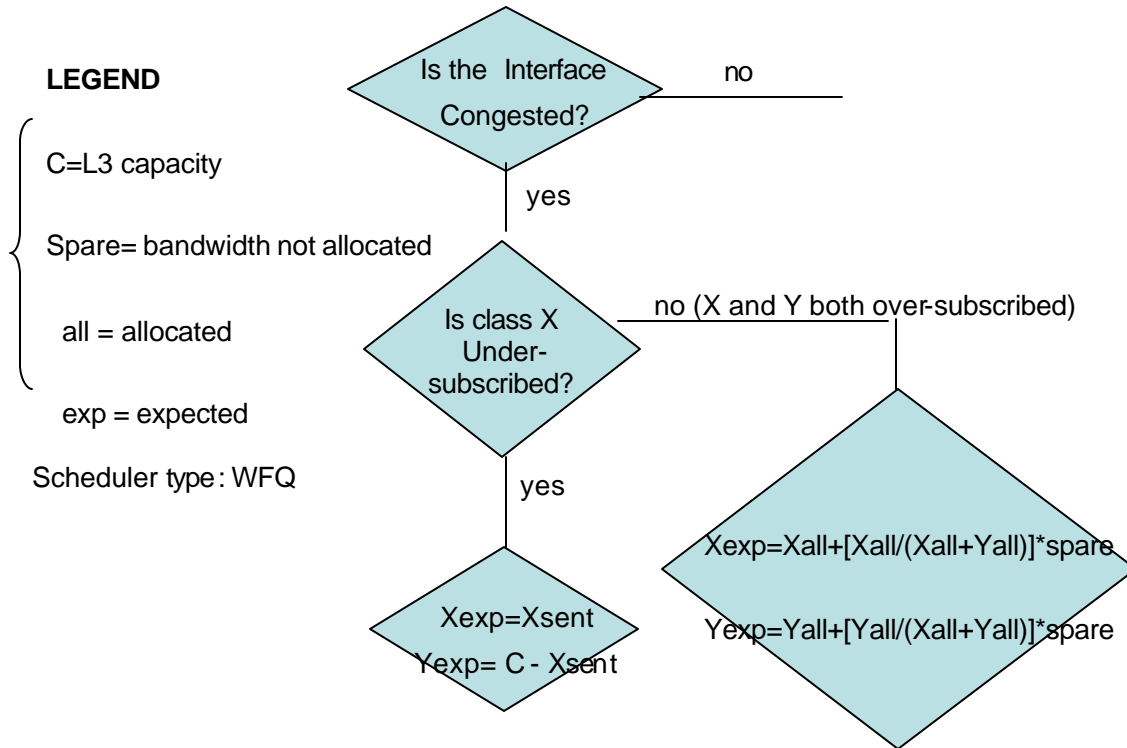 LEGEND
C=L3 capacity
Spare= bandwidth not allocated
all = allocated
exp = expected
Scheduler type: WFQ
Is the Interface
Congested?
no
yes
Is class X
Under-
subscribed?
no (X and Y both over-subscribed)
yes
Xexp=Xsent
Yexp= C - Xsent
Xexp=Xall+[Xall/(Xall+Yall)]*spare
Yexp=Yall+[Yall/(Xall+Yall)]*spare